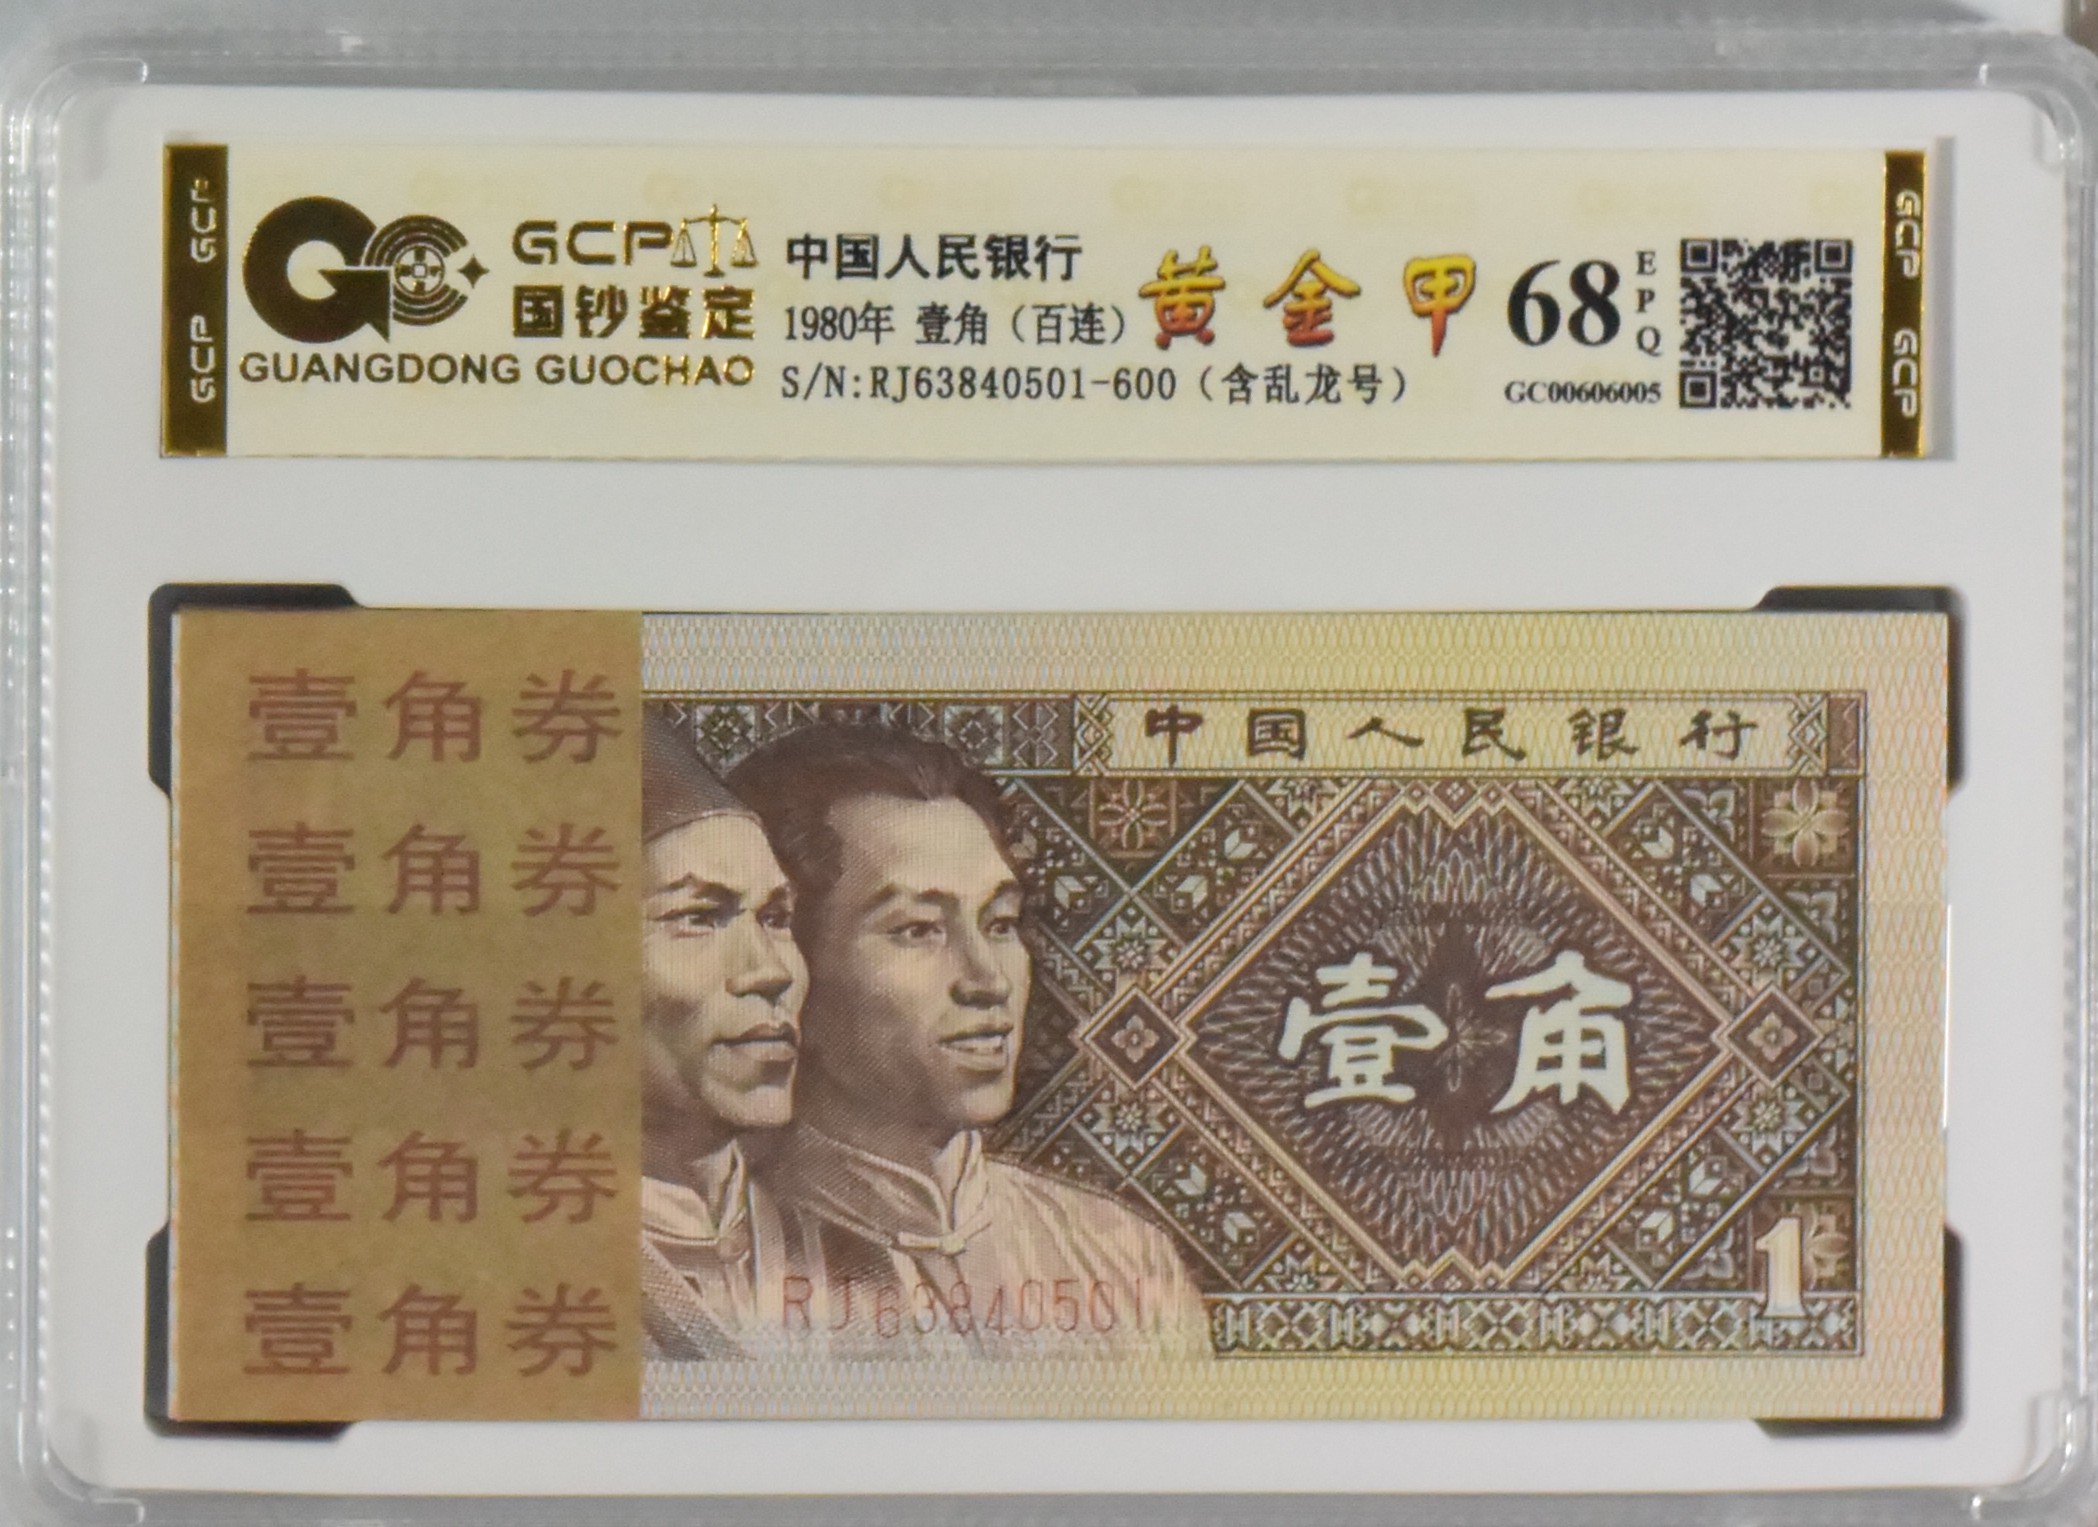 GCP
国钞鉴定
GUANGDONG GUOCHAO
中国人民银行
1980年 壹角（百连）
S/N:RJ63840501-600（含乱龙号）
黄金甲
68
EPQ
GC00606005
GCP GCP
GCP GCP
壹角券
壹角券
壹角券
壹角券
壹角券
中国人民银行
壹角
RJ63840501
1